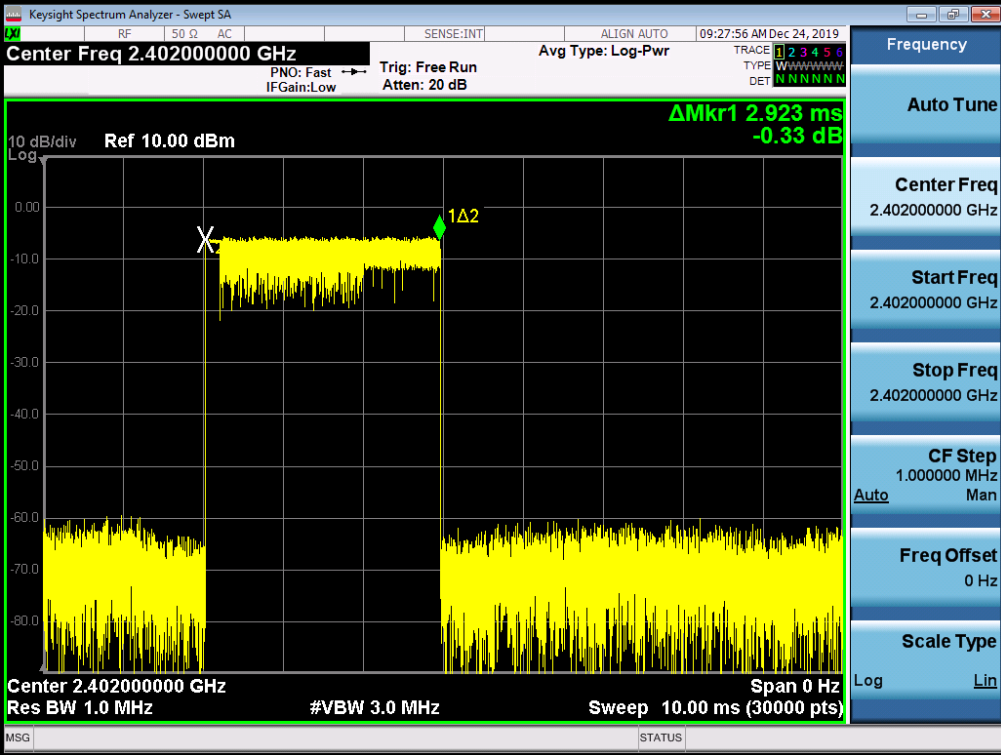 Keysight Spectrum Analyzer - Swept SA
LXI
RF 50 Ω AC SENSE:INT ALIGN AUTO 09:27:56 AM Dec 24, 2019
Center Freq 2.402000000 GHz
PNO: Fast
IFGain:Low
Trig: Free Run
Atten: 20 dB
Avg Type: Log-Pwr
TRACE 1 2 3 4 5 6
TYPE WWWWWW
DET N N N N N N
ΔMkr1 2.923 ms
-0.33 dB
10 dB/div Ref 10.00 dBm
Log
0.00
-10.0
-20.0
-30.0
-40.0
-50.0
-60.0
-70.0
-80.0
1Δ2
2
Center 2.402000000 GHz Span 0 Hz
Res BW 1.0 MHz #VBW 3.0 MHz Sweep 10.00 ms (30000 pts)
MSG STATUS
Frequency
Auto Tune
Center Freq
2.402000000 GHz
Start Freq
2.402000000 GHz
Stop Freq
2.402000000 GHz
CF Step
1.000000 MHz
Auto Man
Freq Offset
0 Hz
Scale Type
Log Lin